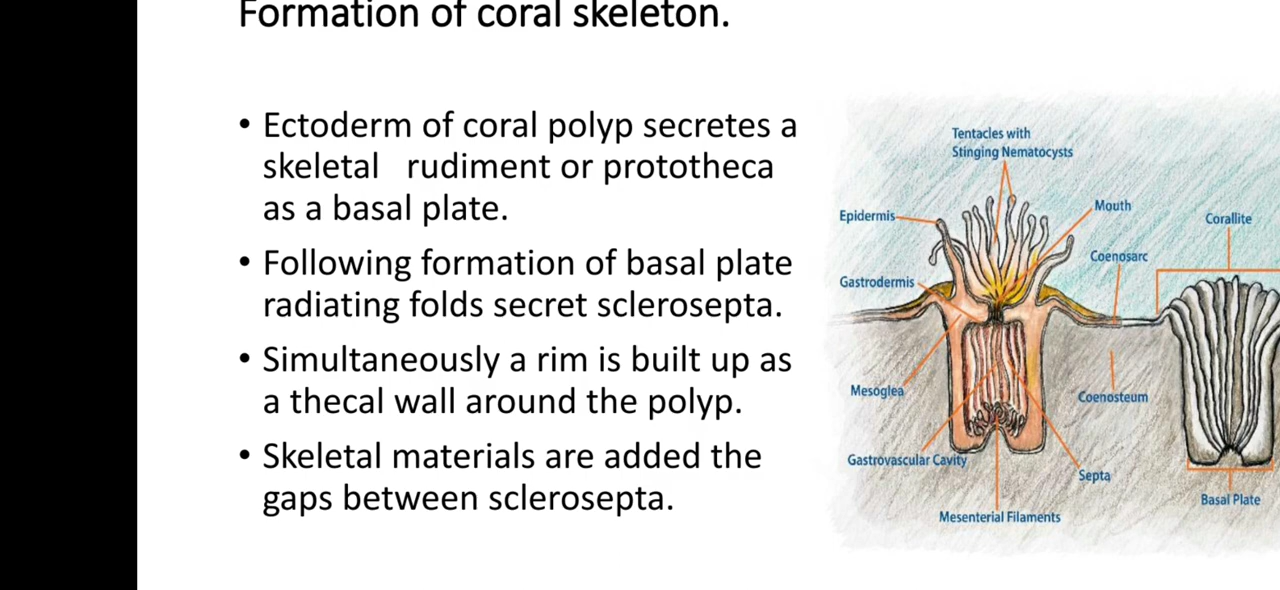 Formation of coral skeleton.
• Ectoderm of coral polyp secretes a
skeletal rudiment or prototheca
as a basal plate.
• Following formation of basal plate
radiating folds secret sclerosepta.
• Simultaneously a rim is built up as
a thecal wall around the polyp.
• Skeletal materials are added the
gaps between sclerosepta.
Tentacles with
Stinging Nematocysts
Epidermis
Mouth
Corallite
Coenosarc
Gastrodermis
Mesoglea
Coenosteum
Gastrovascular Cavity
Septa
Basal Plate
Mesenterial Filaments